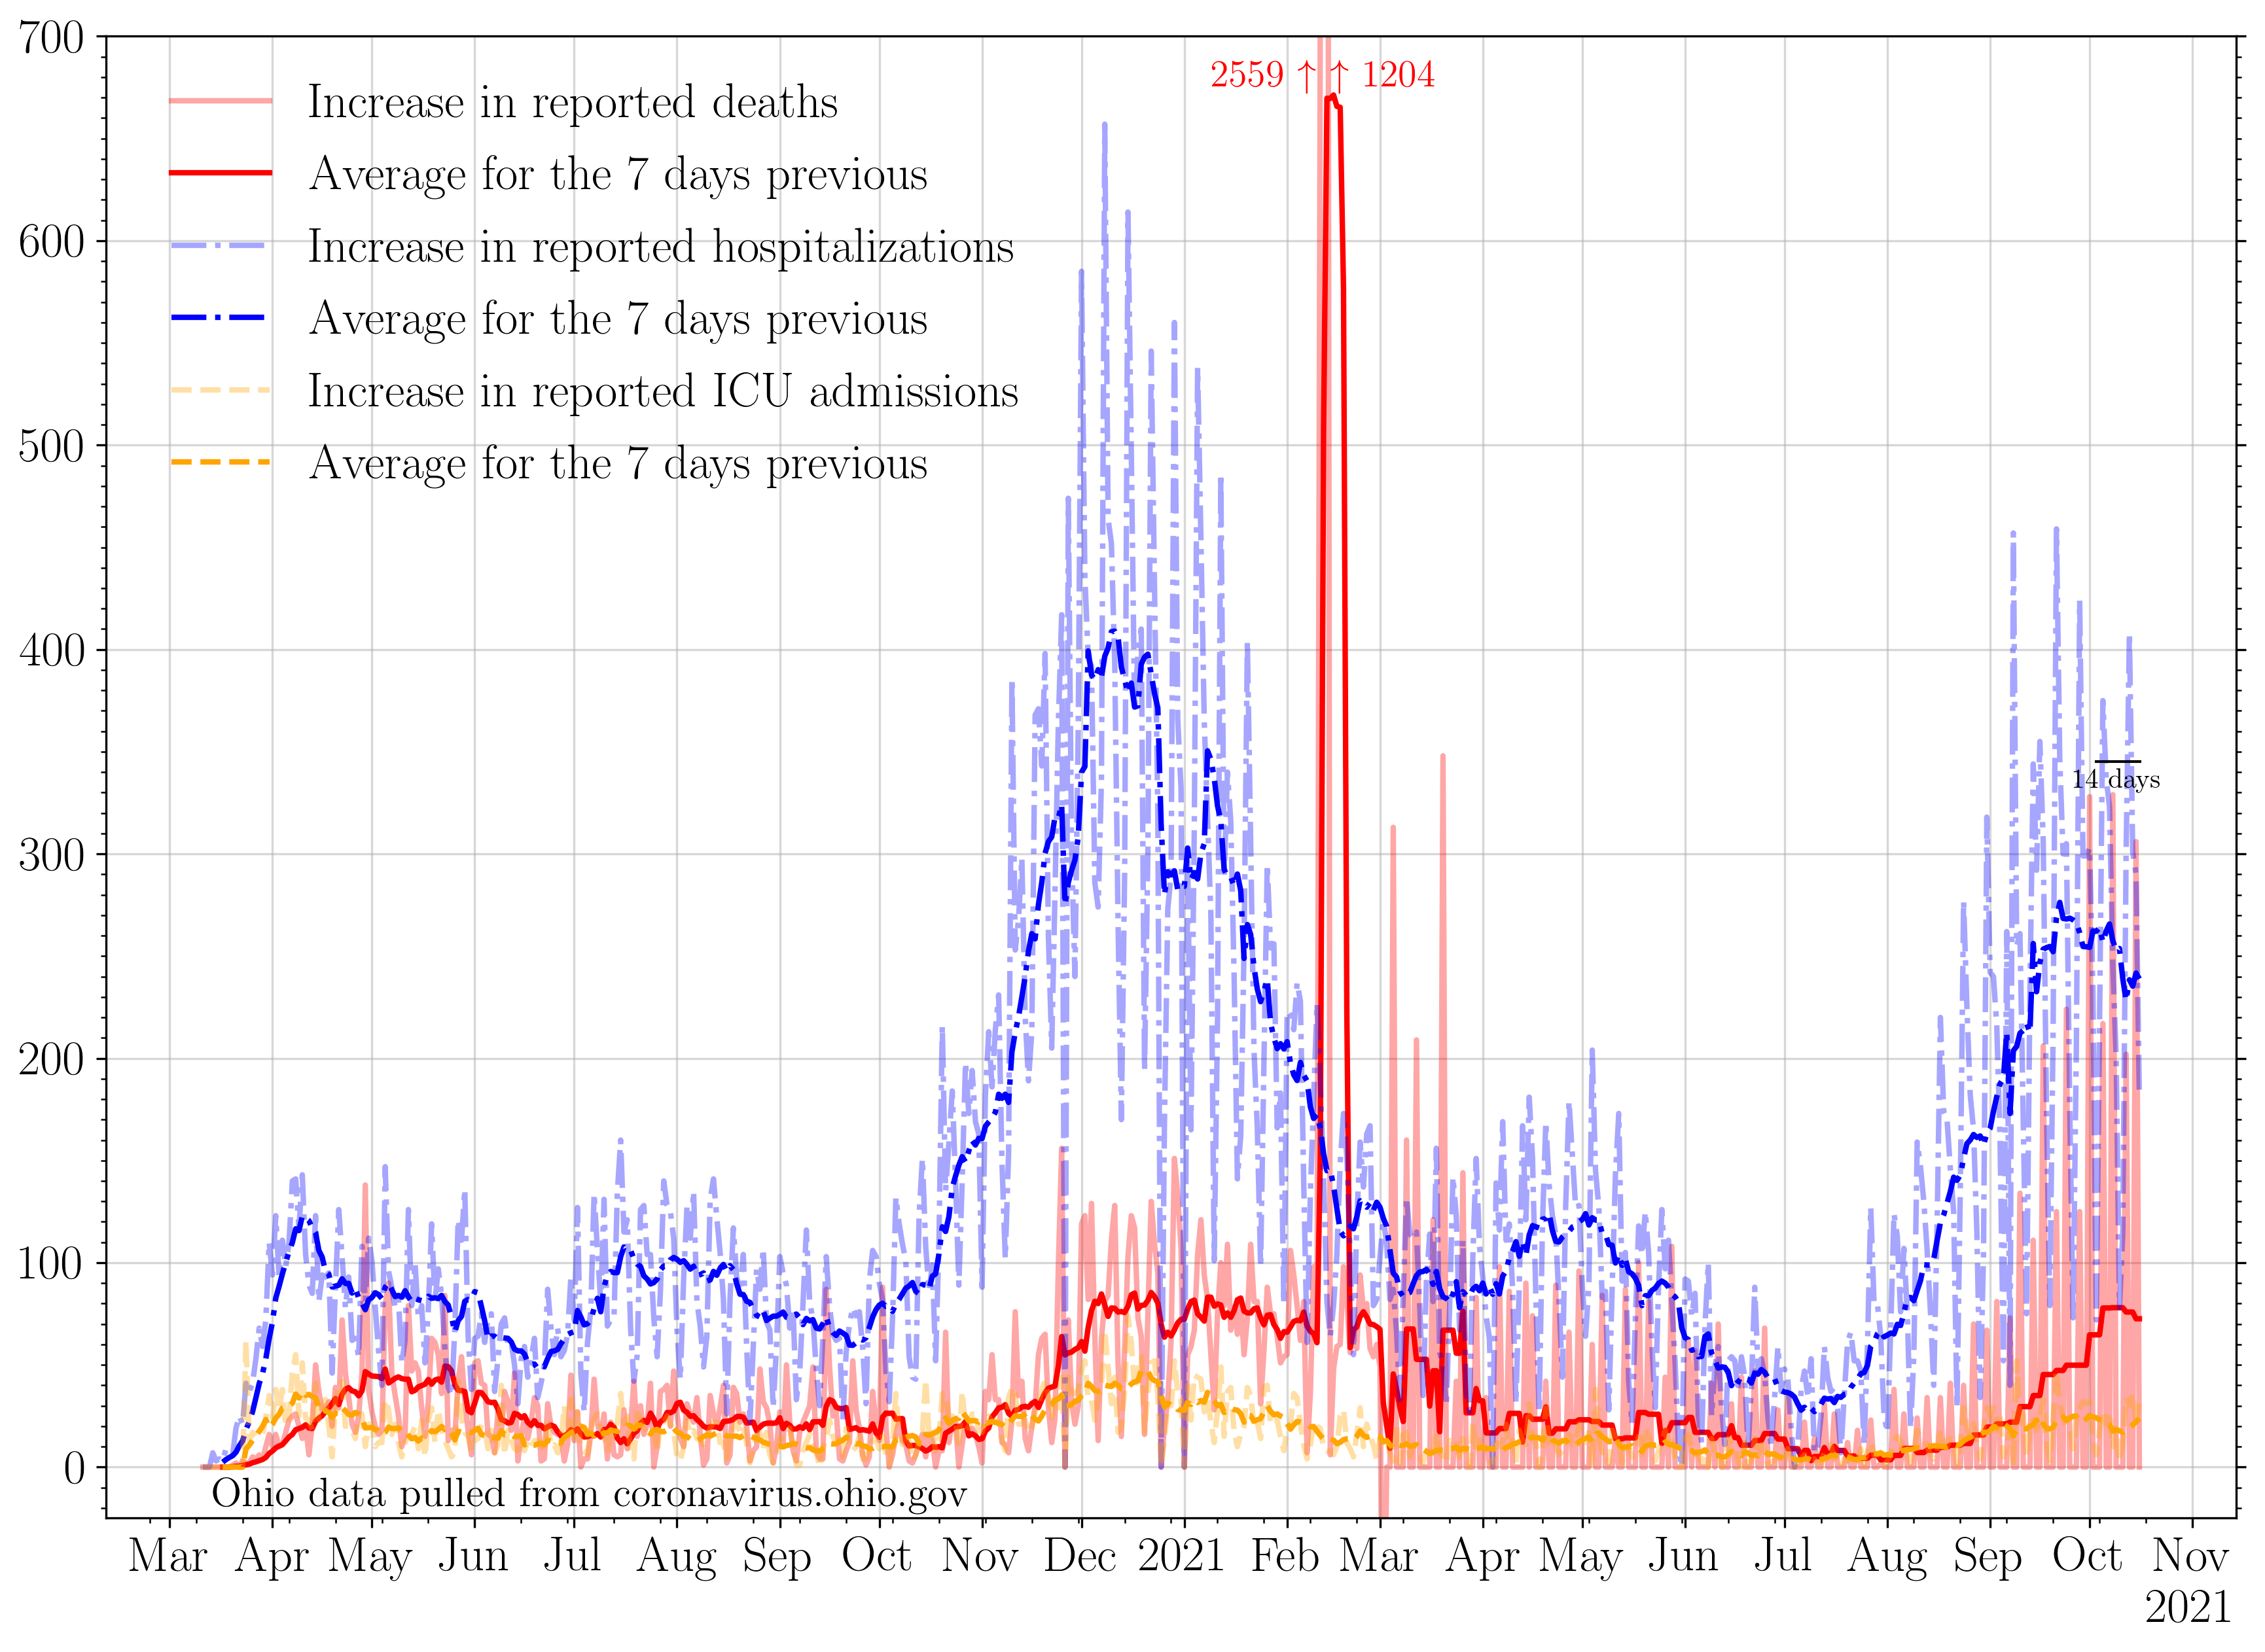 700
600
500
400
300
200
100
0
2559 ↑ ↑ 1204
Increase in reported deaths
Average for the 7 days previous
Increase in reported hospitalizations
Average for the 7 days previous
Increase in reported ICU admissions
Average for the 7 days previous
14 days
Ohio data pulled from coronavirus.ohio.gov
Mar Apr May Jun Jul Aug Sep Oct Nov Dec 2021 Feb Mar Apr May Jun Jul Aug Sep Oct Nov
2021